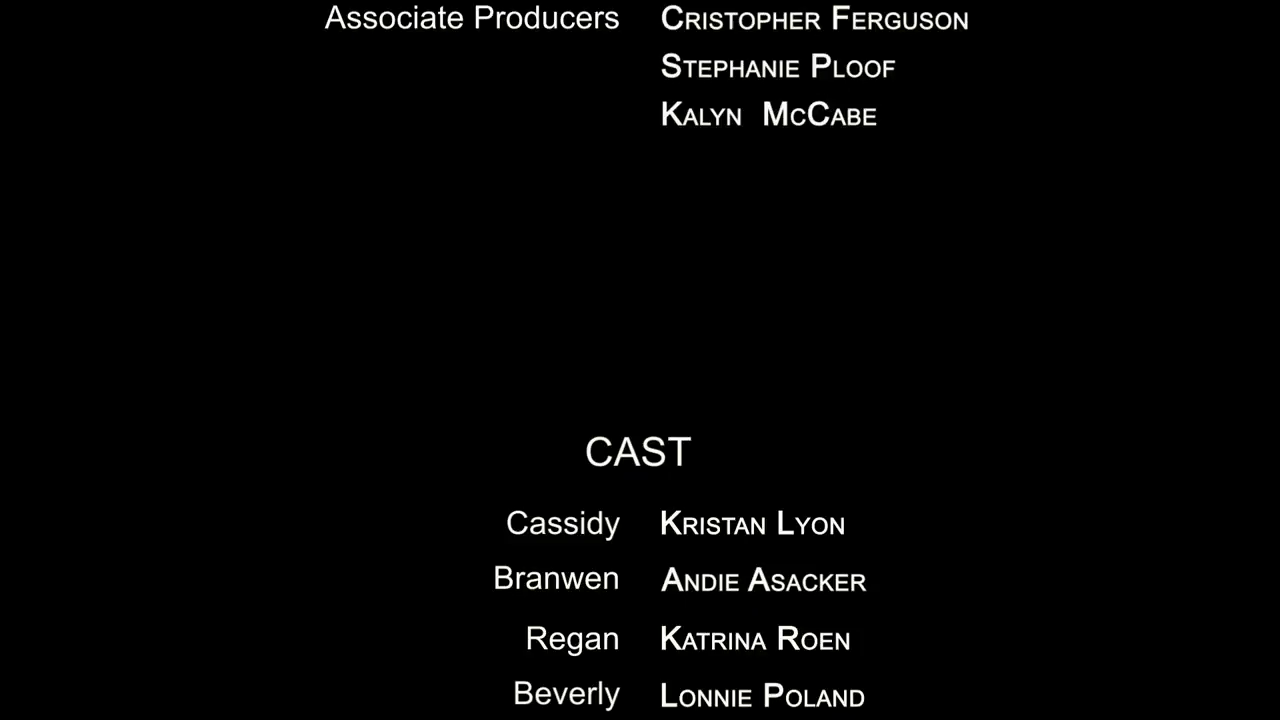 Associate Producers Cristopher Ferguson
Stephanie Ploof
Kalyn McCabe
CAST
Cassidy Kristan Lyon
Branwen Andie Asacker
Regan Katrina Roen
Beverly Lonnie Poland